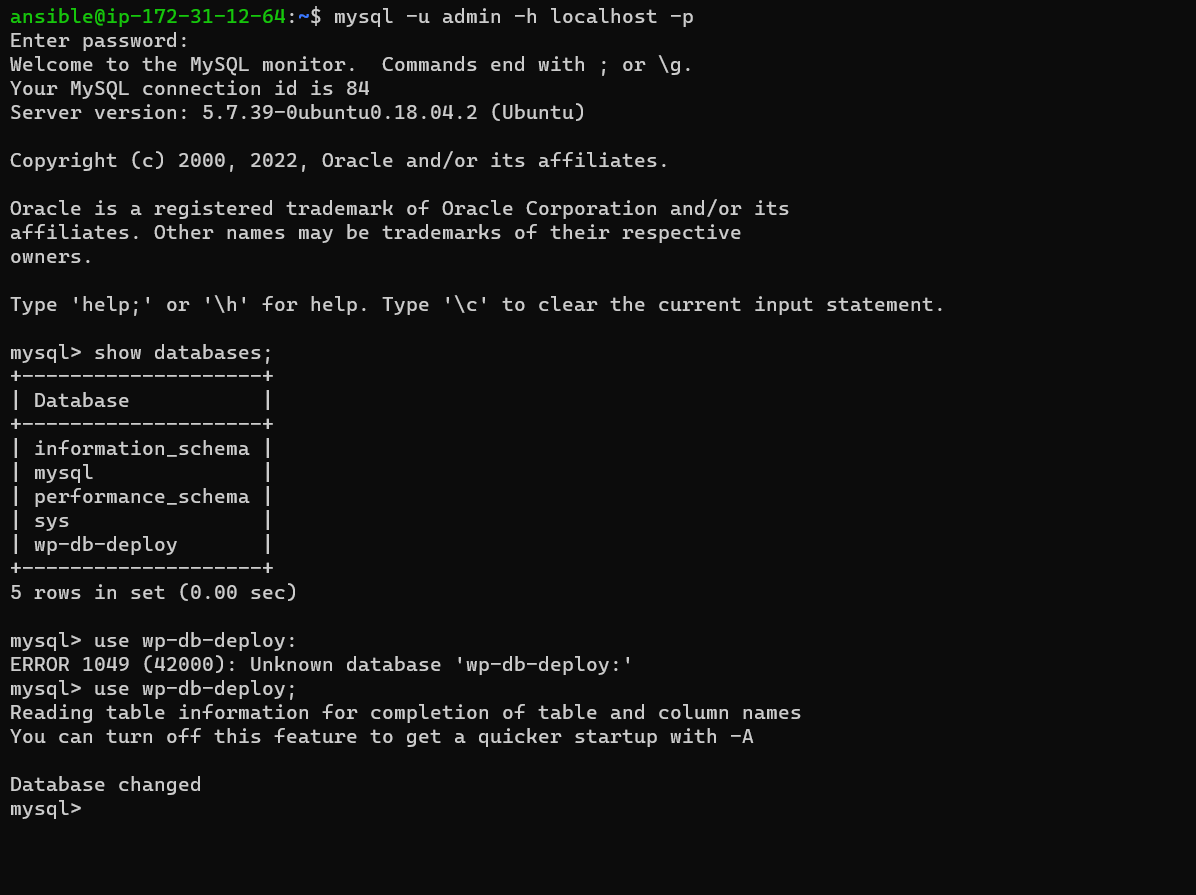 ansible@ip-172-31-12-64:~$ mysql -u admin -h localhost -p
Enter password:
Welcome to the MySQL monitor.  Commands end with ; or \g.
Your MySQL connection id is 84
Server version: 5.7.39-0ubuntu0.18.04.2 (Ubuntu)

Copyright (c) 2000, 2022, Oracle and/or its affiliates.

Oracle is a registered trademark of Oracle Corporation and/or its
affiliates. Other names may be trademarks of their respective
owners.

Type 'help;' or '\h' for help. Type '\c' to clear the current input statement.

mysql> show databases;
+--------------------+
| Database           |
+--------------------+
| information_schema |
| mysql              |
| performance_schema |
| sys                |
| wp-db-deploy       |
+--------------------+
5 rows in set (0.00 sec)

mysql> use wp-db-deploy:
ERROR 1049 (42000): Unknown database 'wp-db-deploy:'
mysql> use wp-db-deploy;
Reading table information for completion of table and column names
You can turn off this feature to get a quicker startup with -A

Database changed
mysql>